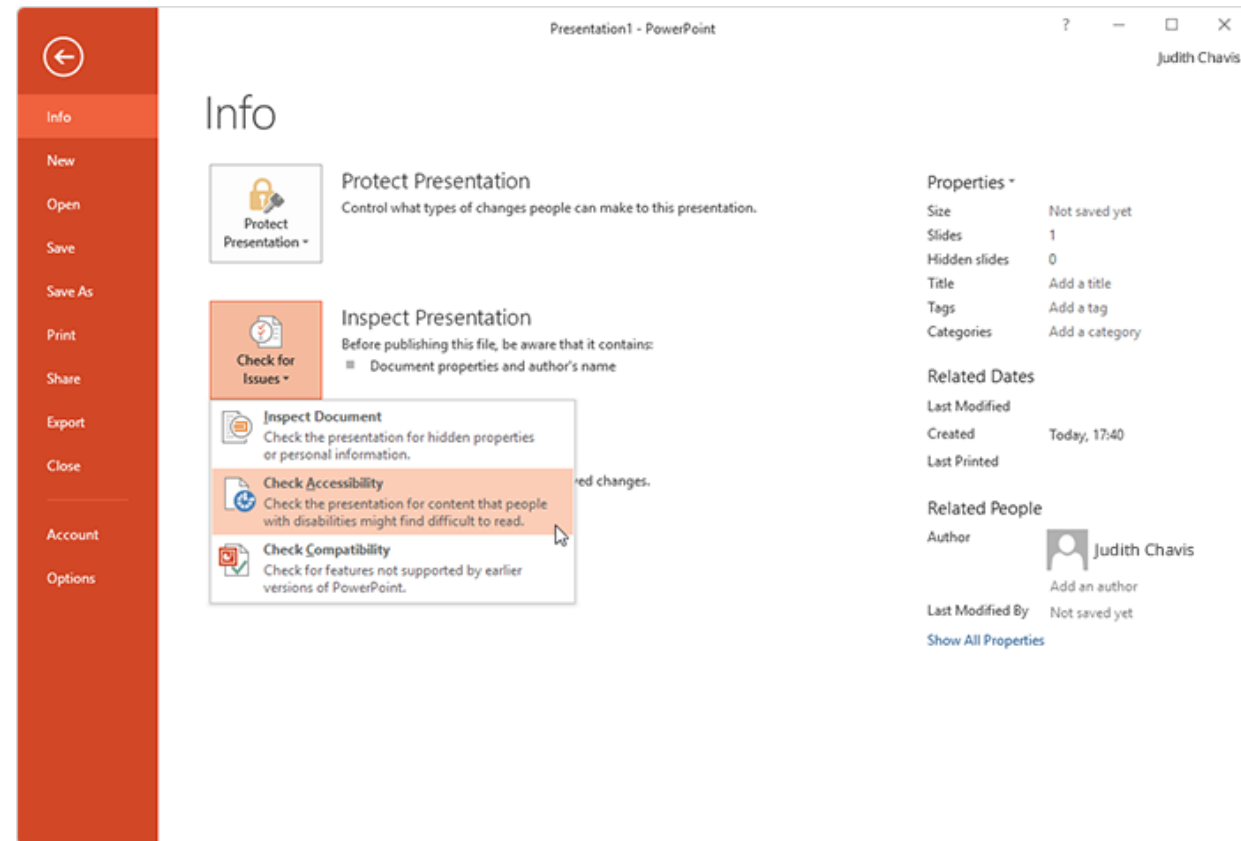 Presentation1 - PowerPoint
?
Judith Chavis
Info
New
Open
Save
Save As
Print
Share
Export
Close
Account
Options
Info
Protect
Presentation
Protect Presentation
Control what types of changes people can make to this presentation.
Check for
Issues
Inspect Presentation
Before publishing this file, be aware that it contains:
Document properties and author's name
Inspect Document
Check the presentation for hidden properties
or personal information.
Check Accessibility
Check the presentation for content that people
with disabilities might find difficult to read.
Check Compatibility
Check for features not supported by earlier
versions of PowerPoint.
changes.
Properties
Size Not saved yet
Slides 1
Hidden slides 0
Title Add a title
Tags Add a tag
Categories Add a category
Related Dates
Last Modified
Created Today, 17:40
Last Printed
Related People
Author Judith Chavis
Add an author
Last Modified By Not saved yet
Show All Properties